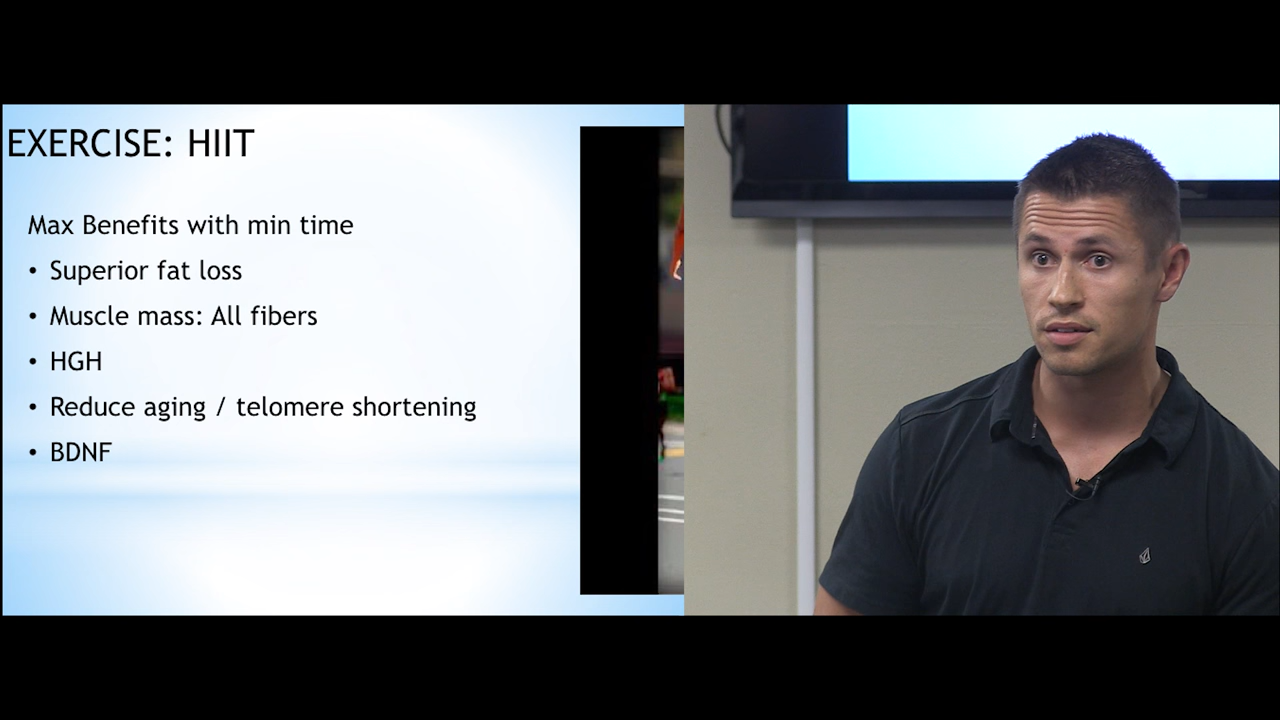 EXERCISE: HIIT
Max Benefits with min time
• Superior fat loss
• Muscle mass: All fibers
• HGH
• Reduce aging / telomere shortening
• BDNF